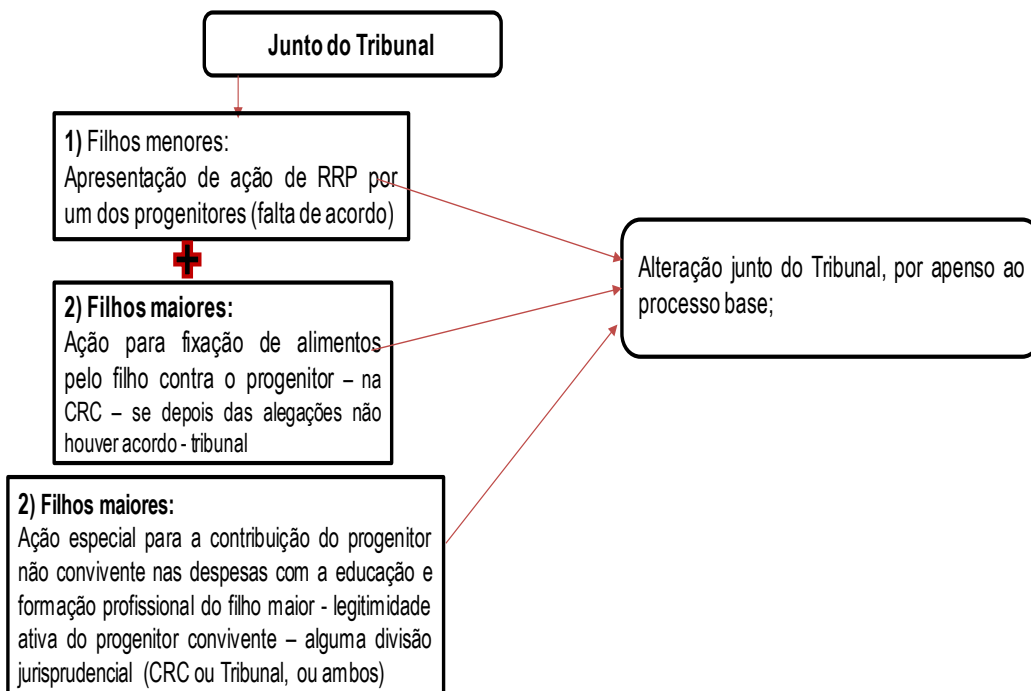 Junto do Tribunal
1) Filhos menores:
Apresentação de ação de RRP por
um dos progenitores (falta de acordo)
2) Filhos maiores:
Ação para fixação de alimentos
pelo filho contra o progenitor – na
CRC – se depois das alegações não
houver acordo - tribunal
2) Filhos maiores:
Ação especial para a contribuição do progenitor
não convivente nas despesas com a educação e
formação profissional do filho maior - legitimidade
ativa do progenitor convivente – alguma divisão
jurisprudencial (CRC ou Tribunal, ou ambos)
Alteração junto do Tribunal, por apenso ao
processo base;